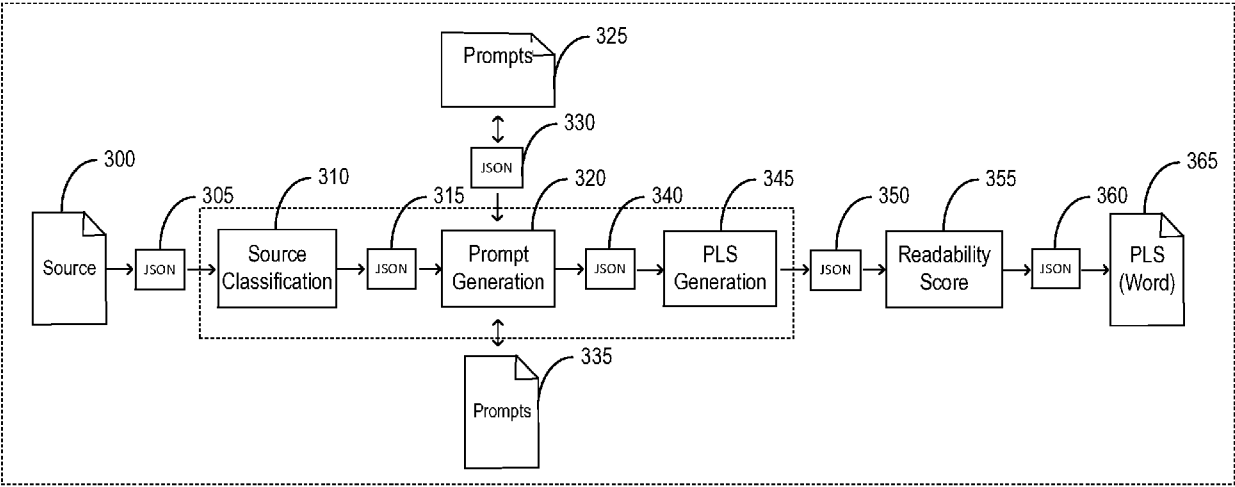 Prompts
325
JSON
330
300
310
320
345
355
365
305
315
340
350
360
Source
JSON
Source
Classification
JSON
Prompt
Generation
JSON
PLS
Generation
JSON
Readability
Score
JSON
PLS
(Word)
335
Prompts